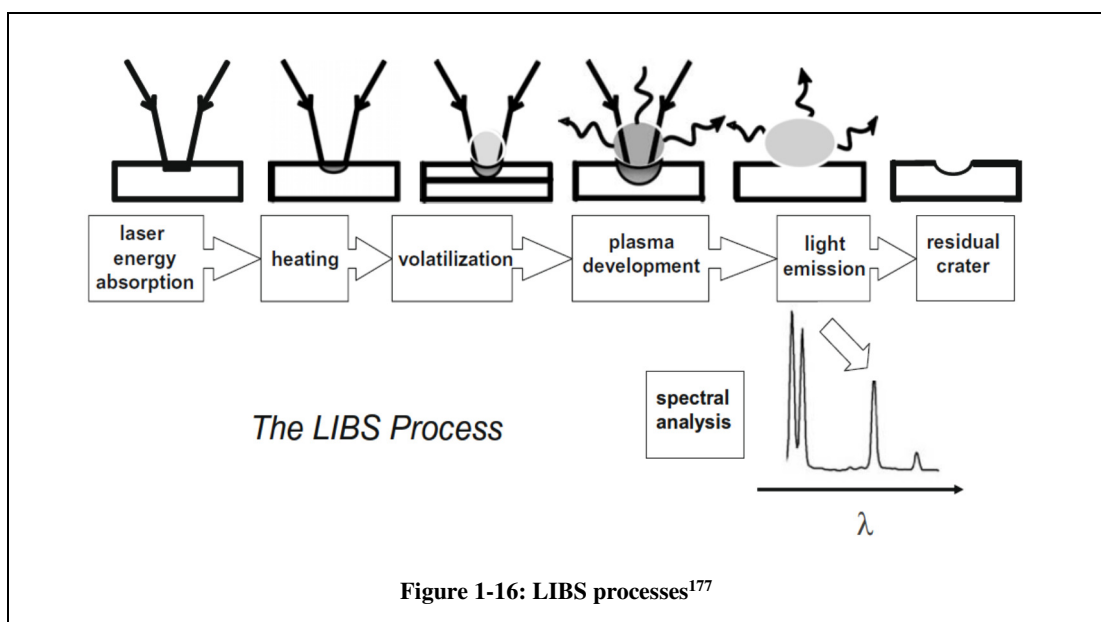 laser
energy
absorption
heating
volatilization
plasma
development
light
emission
residual
crater
spectral
analysis
The LIBS Process
λ
Figure 1-16: LIBS processes177